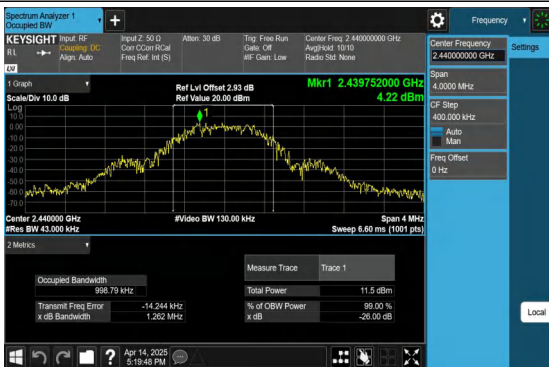 Spectrum Analyzer 1
Occupied BW
Frequency
KEYSIGHT
Input: RF
Coupling: DC
Align: Auto
Input Z: 50 Ω
Corr CCorr RCal
Freq Ref: Int (S)
Atten: 30 dB
Trig: Free Run
Gate: Off
#IF Gain: Low
Center Freq: 2.440000000 GHz
Avg|Hold: 10/10
Radio Std: None
RL
LXI
Center Frequency
2.440000000 GHz
Settings
Span
4.0000 MHz
CF Step
400.000 kHz
Auto
Man
Freq Offset
0 Hz
1 Graph
Scale/Div 10.0 dB
Ref Lvl Offset 2.93 dB
Ref Value 20.00 dBm
Mkr1 2.439752000 GHz
4.22 dBm
Log
10.0
0.00
-10.0
-20.0
-30.0
-40.0
-50.0
-60.0
-70.0
1
Center 2.440000 GHz
#Res BW 43.000 kHz
#Video BW 130.00 kHz
Span 4 MHz
Sweep 6.60 ms (1001 pts)
2 Metrics
Measure Trace
Trace 1
Occupied Bandwidth
998.79 kHz
Total Power
11.5 dBm
Transmit Freq Error
-14.244 kHz
% of OBW Power
99.00 %
x dB Bandwidth
1.262 MHz
x dB
-26.00 dB
Local
Apr 14, 2025
5:19:48 PM